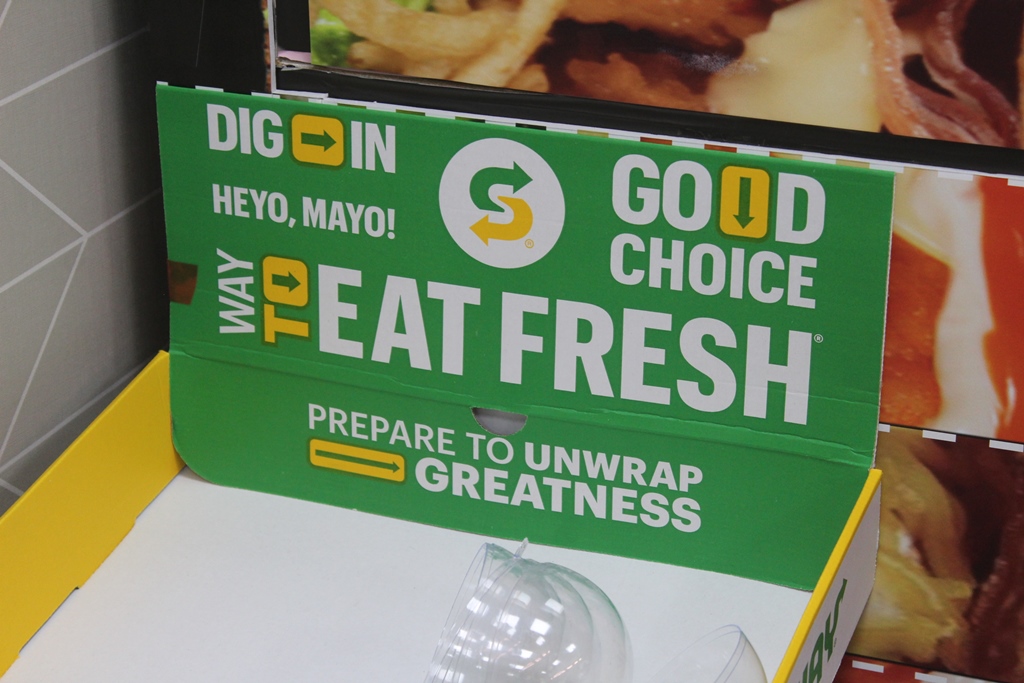 DIG IN
HEYO, MAYO!
GOOD
CHOICE
WAY TO EAT FRESH®
PREPARE TO UNWRAP
GREATNESS